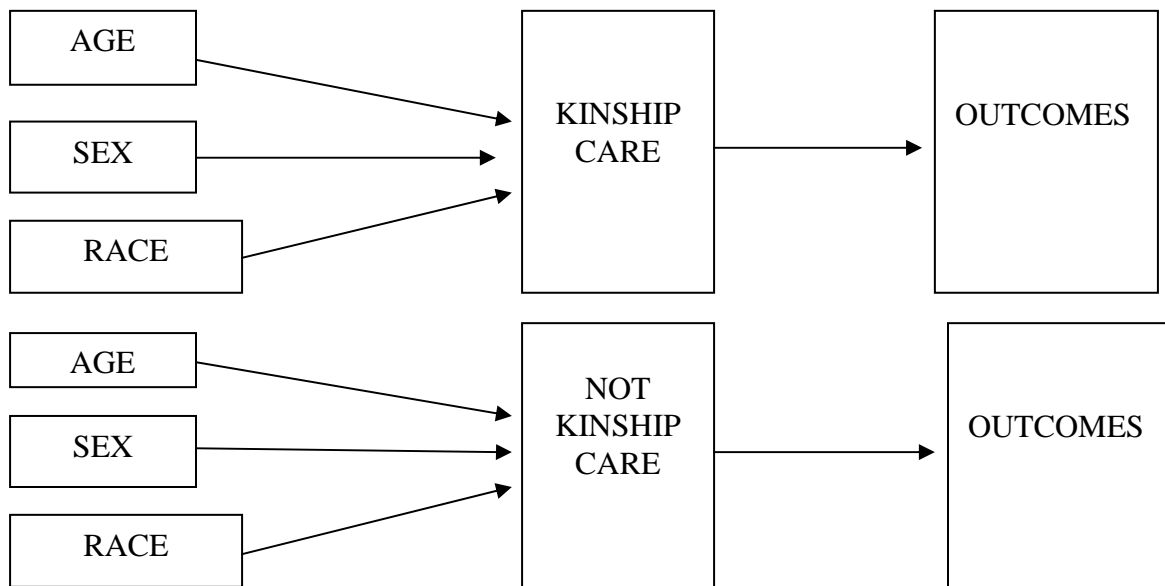 AGE
SEX
RACE
KINSHIP
CARE
OUTCOMES
AGE
SEX
RACE
NOT
KINSHIP
CARE
OUTCOMES